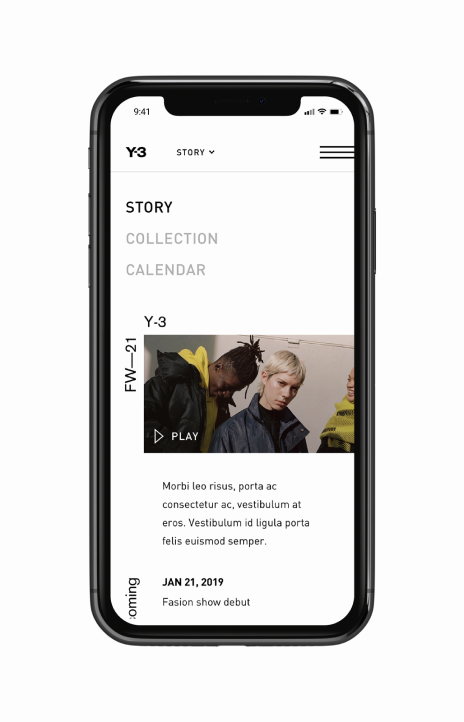 9:41
Y-3
STORY
STORY
COLLECTION
CALENDAR
Y-3
FW—21
PLAY
Morbi leo risus, porta ac
consectetur ac, vestibulum at
eros. Vestibulum id ligula porta
felis euismod semper.
oming
JAN 21, 2019
Fasion show debut